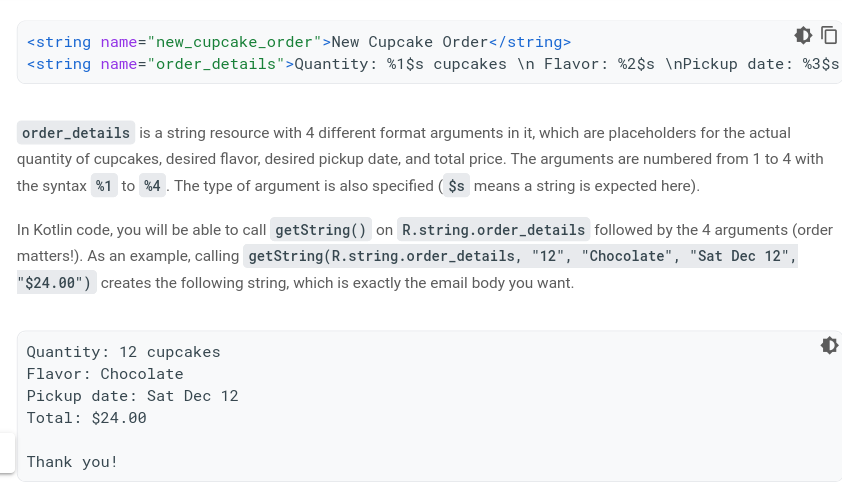 <string name="new_cupcake_order">New Cupcake Order</string>
<string name="order_details">Quantity: %1$s cupcakes \n Flavor: %2$s \nPickup date: %3$s
order_details is a string resource with 4 different format arguments in it, which are placeholders for the actual
quantity of cupcakes, desired flavor, desired pickup date, and total price. The arguments are numbered from 1 to 4 with
the syntax %1 to %4. The type of argument is also specified ($s means a string is expected here).
In Kotlin code, you will be able to call getString() on R.string.order_details followed by the 4 arguments (order
matters!). As an example, calling getString(R.string.order_details, "12", "Chocolate", "Sat Dec 12",
"$24.00") creates the following string, which is exactly the email body you want.
Quantity: 12 cupcakes
Flavor: Chocolate
Pickup date: Sat Dec 12
Total: $24.00
Thank you!